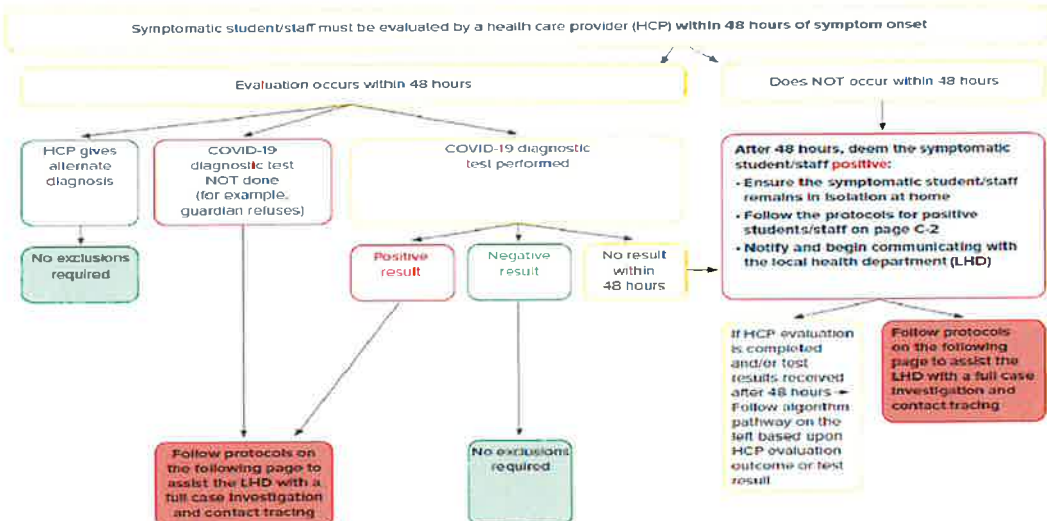 Symptomatic student/staff must be evaluated by a health care provider (HCP) within 48 hours of symptom onset
Evaluation occurs within 48 hours
Does NOT occur within 48 hours
HCP gives
alternate
diagnosis
COVID-19
diagnostic test
NOT done
(for example,
guardian refuses)
COVID-19 diagnostic
test performed
After 48 hours, deem the symptomatic
student/staff positive:
• Ensure the symptomatic student/staff
remains in isolation at home
• Follow the protocols for positive
students/staff on page C-2
• Notify and begin communicating with
the local health department (LHD)
No exclusions
required
Positive
result
Negative
result
No result
within
48 hours
If HCP evaluation
is completed
and/or test
results received
after 48 hours →
Follow algorithm
pathway on the
left based upon
HCP evaluation
outcome or test
result
Follow protocols
on the following
page to assist the
LHD with a full case
investigation and
contact tracing
Follow protocols on
the following page to
assist the LHD with a
full case investigation
and contact tracing
No exclusions
required